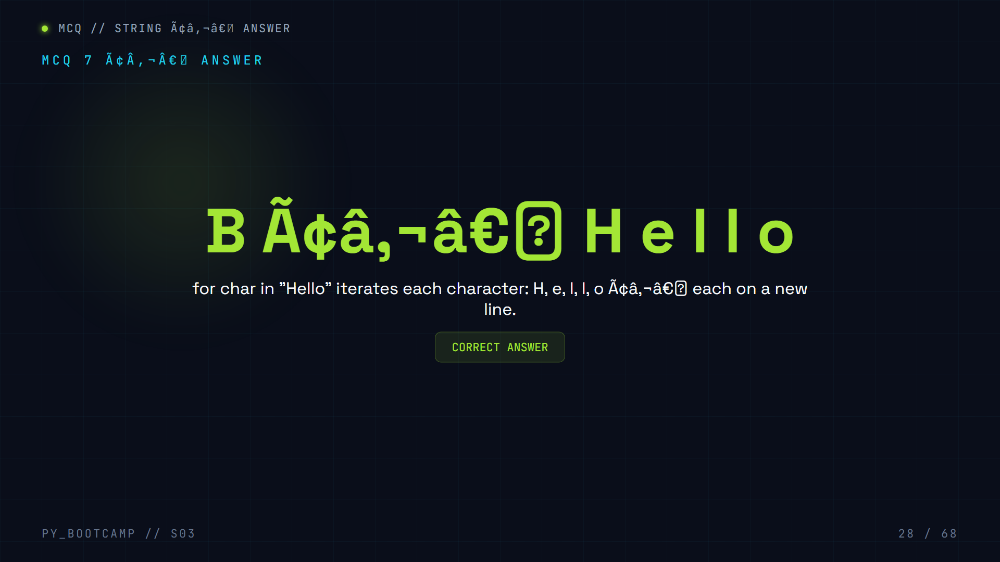 MCQ // STRING Ã¢â‚¬â€� ANSWER
MCQ 7 Ã¢Â‚¬Â€� ANSWER
B Ã¢â‚¬â€� H e l l o
for char in ”Hello” iterates each character: H, e, l, l, o Ã¢â‚¬â€� each on a new
line.
CORRECT ANSWER
PY_BOOTCAMP // S03
28 / 68